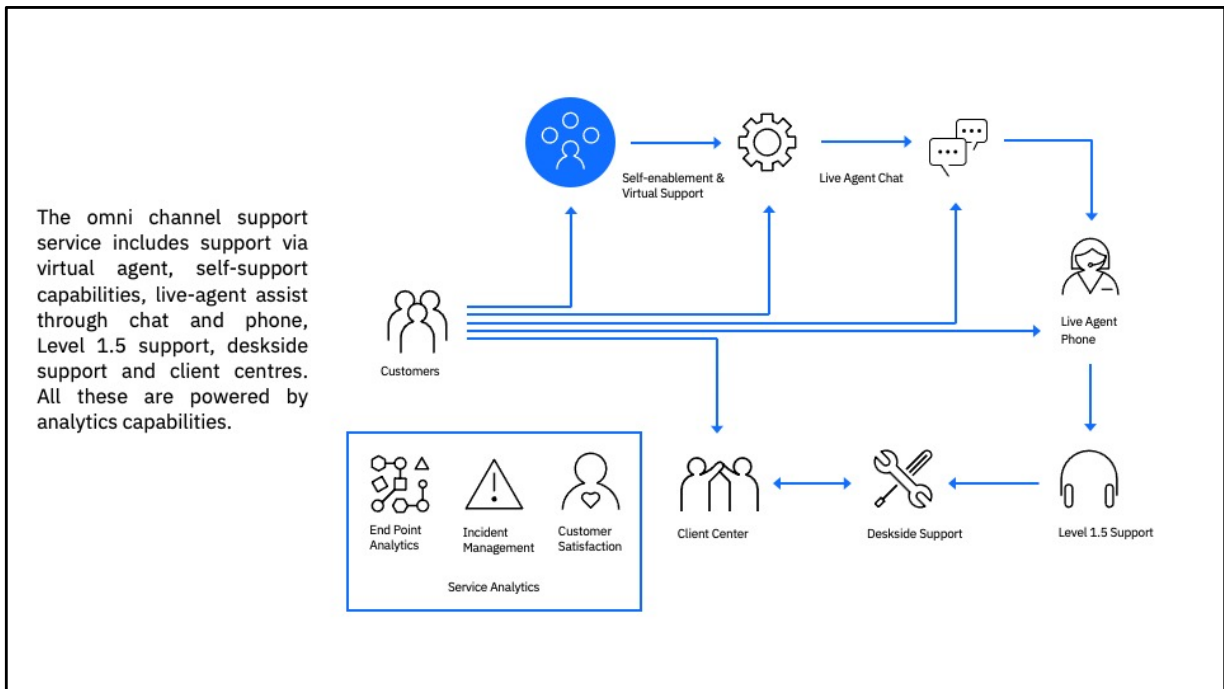 The omni channel support
service includes support via
virtual agent, self-support
capabilities, live-agent assist
through chat and phone,
Level 1.5 support, deskside
support and client centres.
All these are powered by
analytics capabilities.
Self-enablement &
Virtual Support
Live Agent Chat
Live Agent
Phone
Customers
End Point
Analytics
Incident
Management
Customer
Satisfaction
Service Analytics
Client Center
Deskside Support
Level 1.5 Support